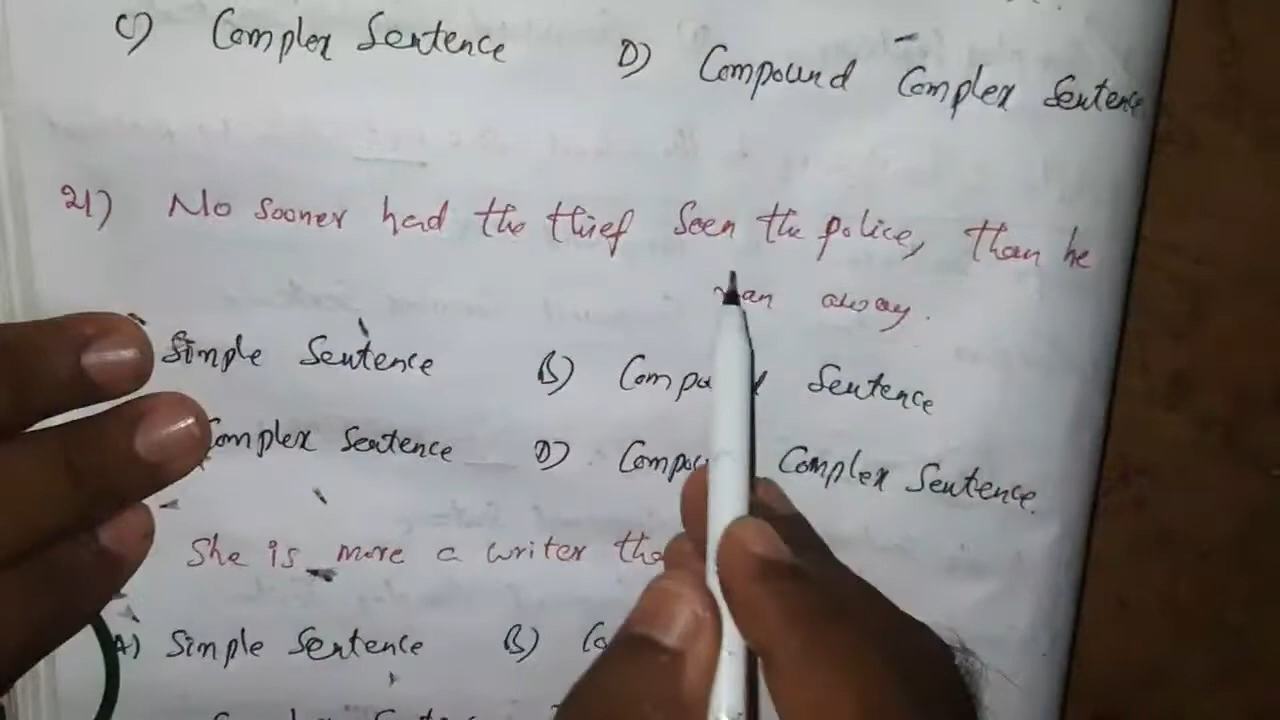 C) Complex Sentence D) Compound Complex Sentence
21) No sooner had the thief seen the police, than he
ran away.
Simple Sentence B) Sentence
Complex Sentence D) Complex Sentence.
She is more a writer
A) Simple Sentence B)